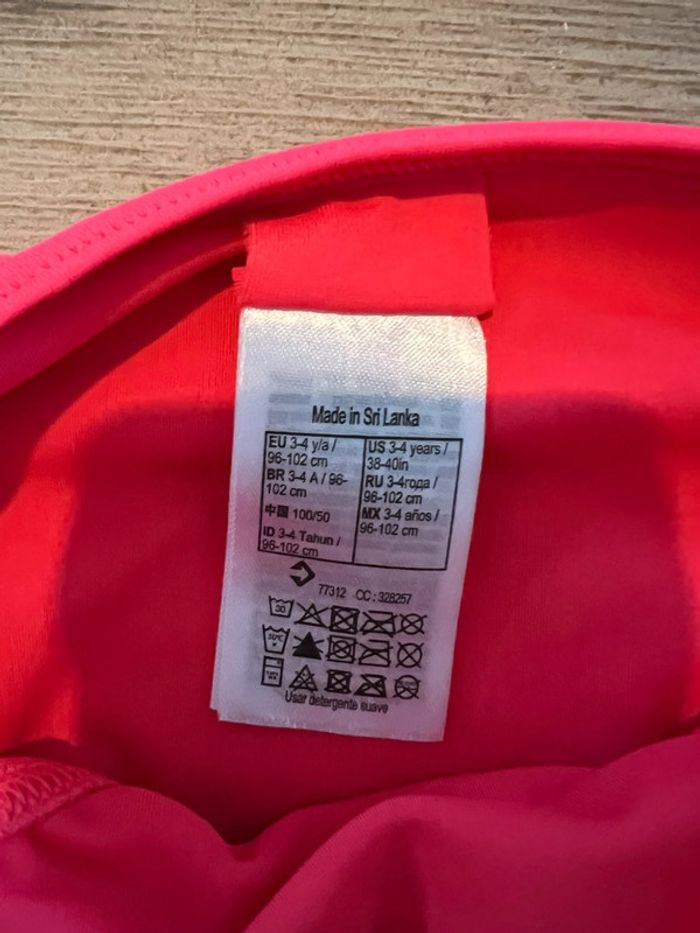 Made in Sri Lanka
EU 3-4 y/a /
96-102 cm
BR 3-4 A / 96-
102 cm
中國 100/50
ID 3-4 Tahun /
96-102 cm
US 3-4 years /
38-40in
RU 3-4года /
96-102 cm
MX 3-4 años /
96-102 cm
77312 CC : 328257
30
Usar detergente suave